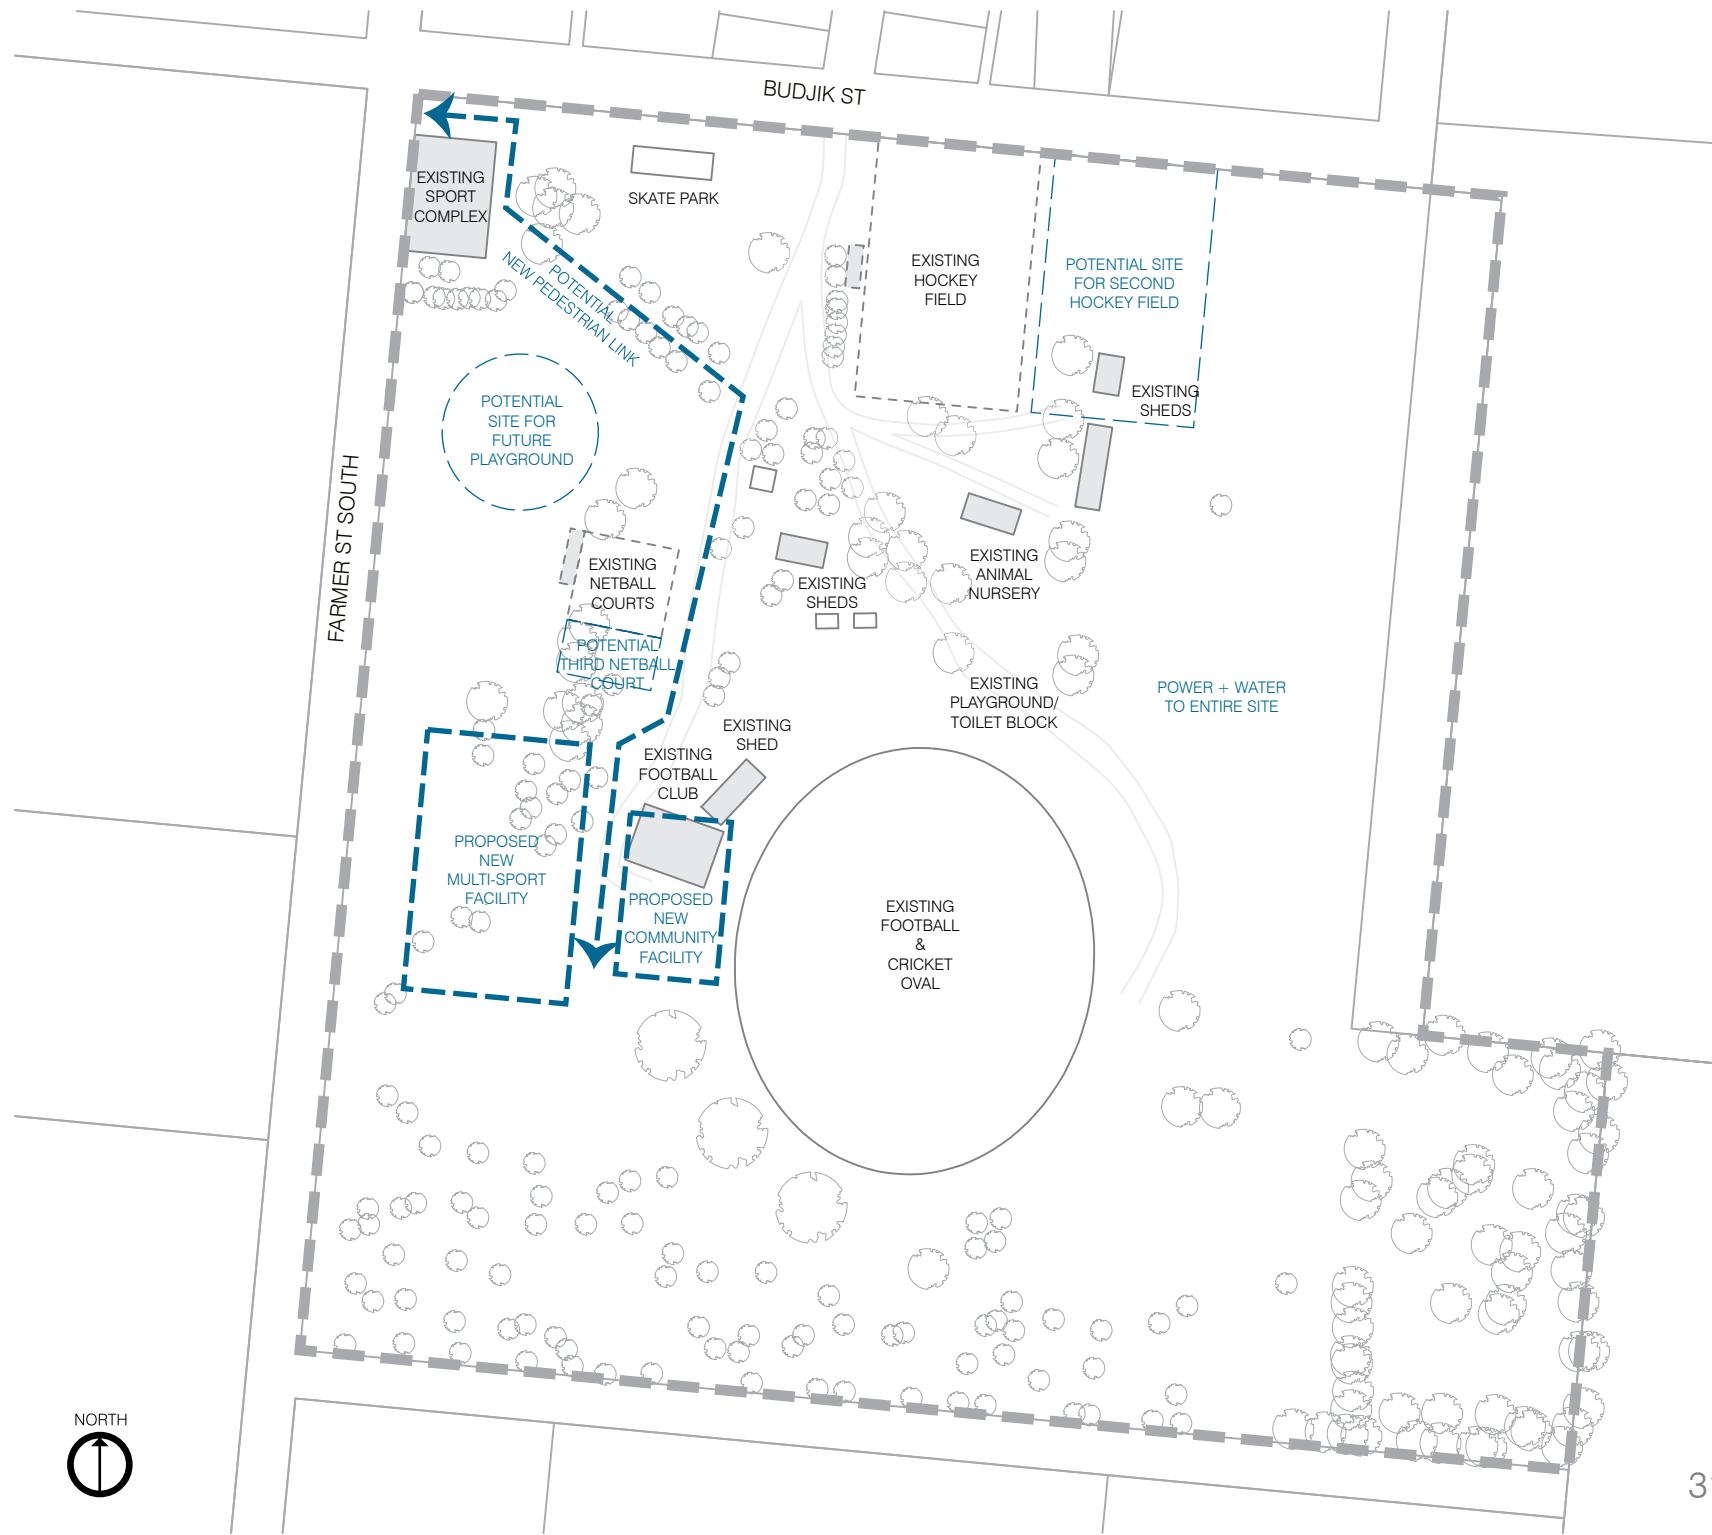 BUDJIK ST
EXISTING
SPORT
COMPLEX
SKATE PARK
POTENTIAL
NEW PEDESTRIAN LINK
EXISTING
HOCKEY
FIELD
POTENTIAL SITE
FOR SECOND
HOCKEY FIELD
EXISTING
SHEDS
POTENTIAL
SITE FOR
FUTURE
PLAYGROUND
FARMER ST SOUTH
EXISTING
NETBALL
COURTS
EXISTING
SHEDS
EXISTING
ANIMAL
NURSERY
POTENTIAL
THIRD NETBALL
COURT
EXISTING
PLAYGROUND/
TOILET BLOCK
POWER + WATER
TO ENTIRE SITE
EXISTING
SHED
EXISTING
FOOTBALL
CLUB
PROPOSED
NEW
MULTI-SPORT
FACILITY
PROPOSED
NEW
COMMUNITY
FACILITY
EXISTING
FOOTBALL
&
CRICKET
OVAL
NORTH